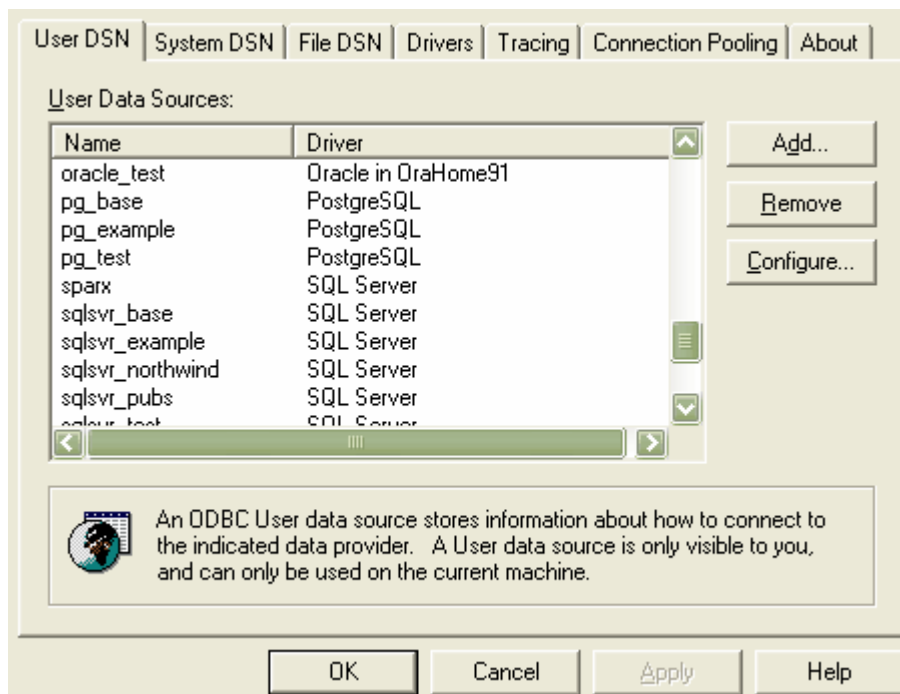 User DSN System DSN File DSN Drivers Tracing Connection Pooling About
User Data Sources:
Name Driver
Add...
oracle_test Oracle in OraHome91
pg_base PostgreSQL
Remove
pg_example PostgreSQL
pg_test PostgreSQL
Configure...
sparx SQL Server
sqlsvr_base SQL Server
sqlsvr_example SQL Server
sqlsvr_northwind SQL Server
sqlsvr_pubs SQL Server
sqlsvr_test SQL Server
An ODBC User data source stores information about how to connect to
the indicated data provider. A User data source is only visible to you,
and can only be used on the current machine.
OK Cancel Apply Help